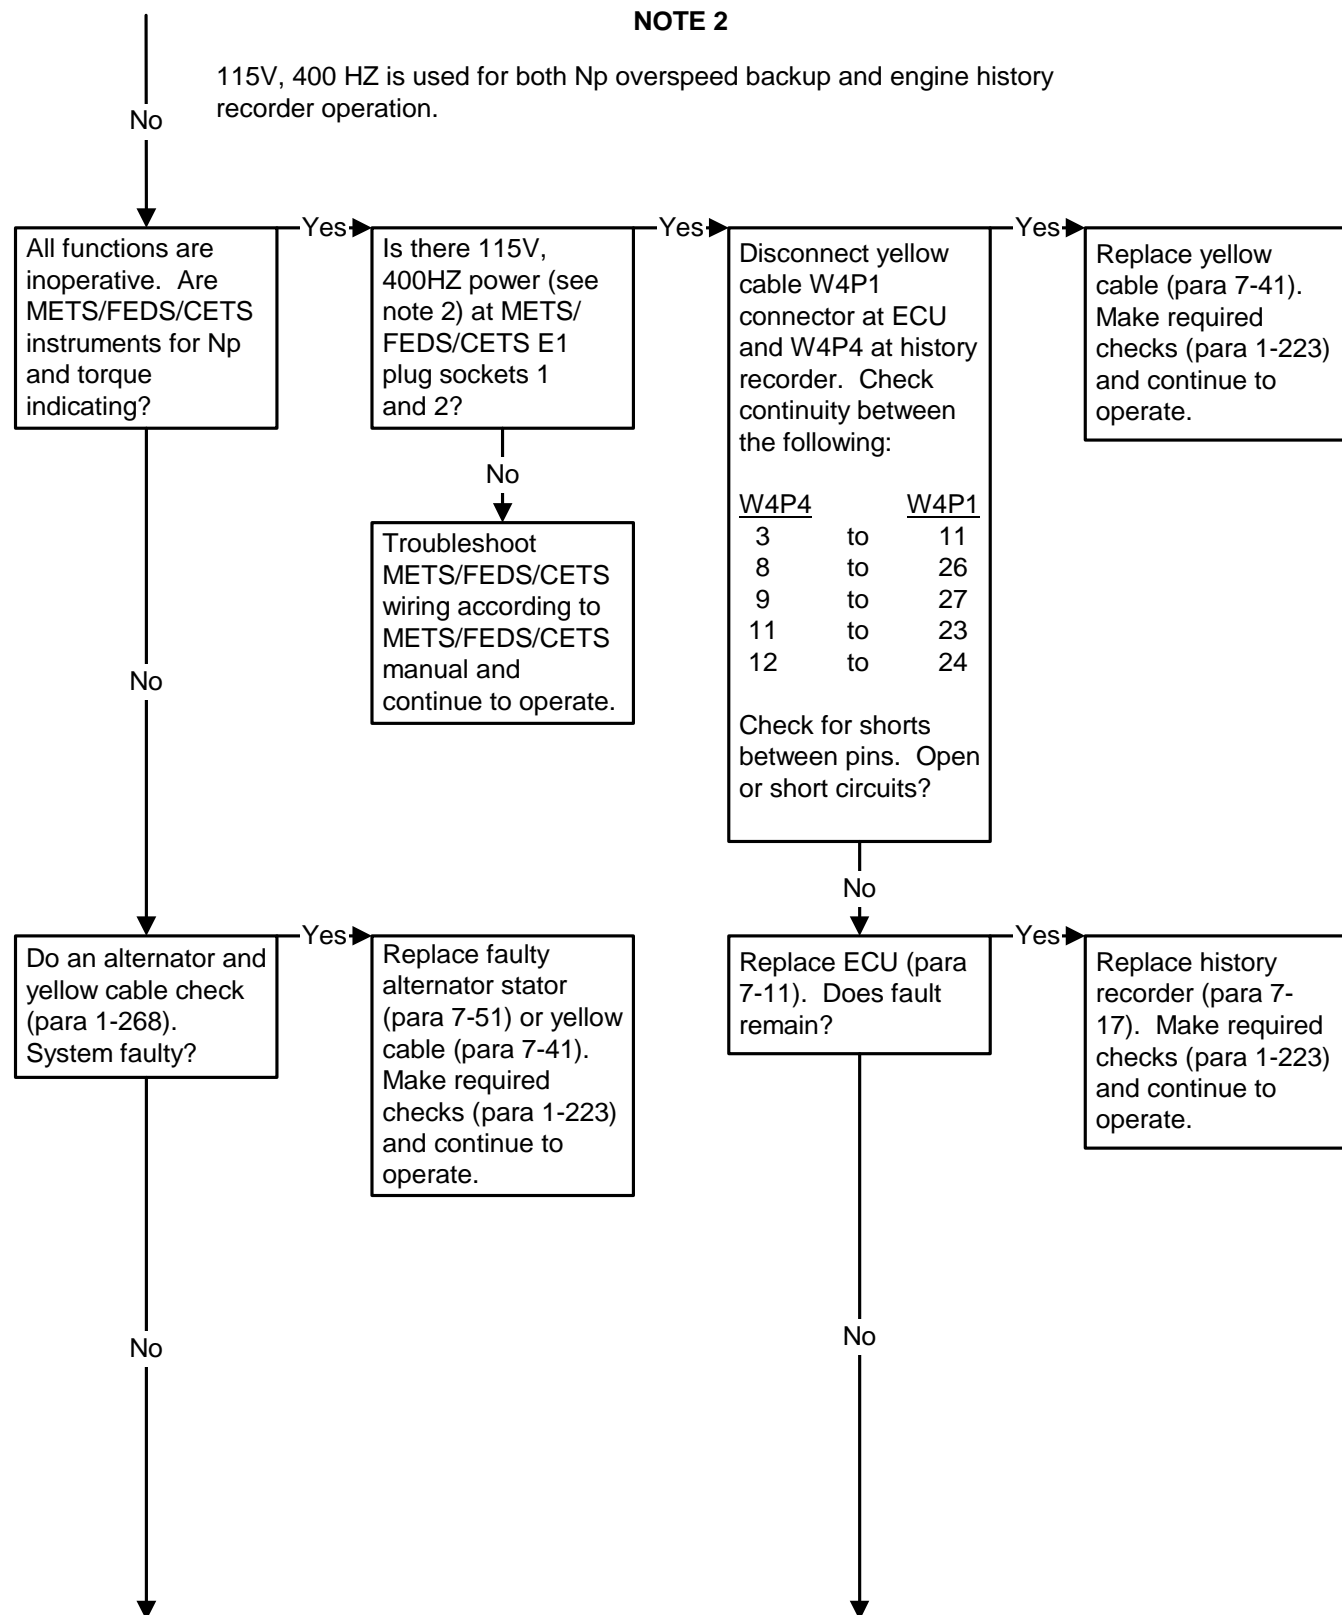 NOTE 2
115V, 400 HZ is used for both Np overspeed backup and engine history
recorder operation.
No
All functions are
inoperative. Are
METS/FEDS/CETS
instruments for Np
and torque
indicating?
Yes
Is there 115V,
400HZ power (see
note 2) at METS/
FEDS/CETS E1
plug sockets 1
and 2?
Yes
Disconnect yellow
cable W4P1
connector at ECU
and W4P4 at history
recorder. Check
continuity between
the following:
W4P4 W4P1
3 to 11
8 to 26
9 to 27
11 to 23
12 to 24
Check for shorts
between pins. Open
or short circuits?
Yes
Replace yellow
cable (para 7-41).
Make required
checks (para 1-223)
and continue to
operate.
No
Troubleshoot
METS/FEDS/CETS
wiring according to
METS/FEDS/CETS
manual and
continue to operate.
No
No
Do an alternator and
yellow cable check
(para 1-268).
System faulty?
Yes
Replace faulty
alternator stator
(para 7-51) or yellow
cable (para 7-41).
Make required
checks (para 1-223)
and continue to
operate.
Replace ECU (para
7-11). Does fault
remain?
Yes
Replace history
recorder (para 7-
17). Make required
checks (para 1-223)
and continue to
operate.
No
No